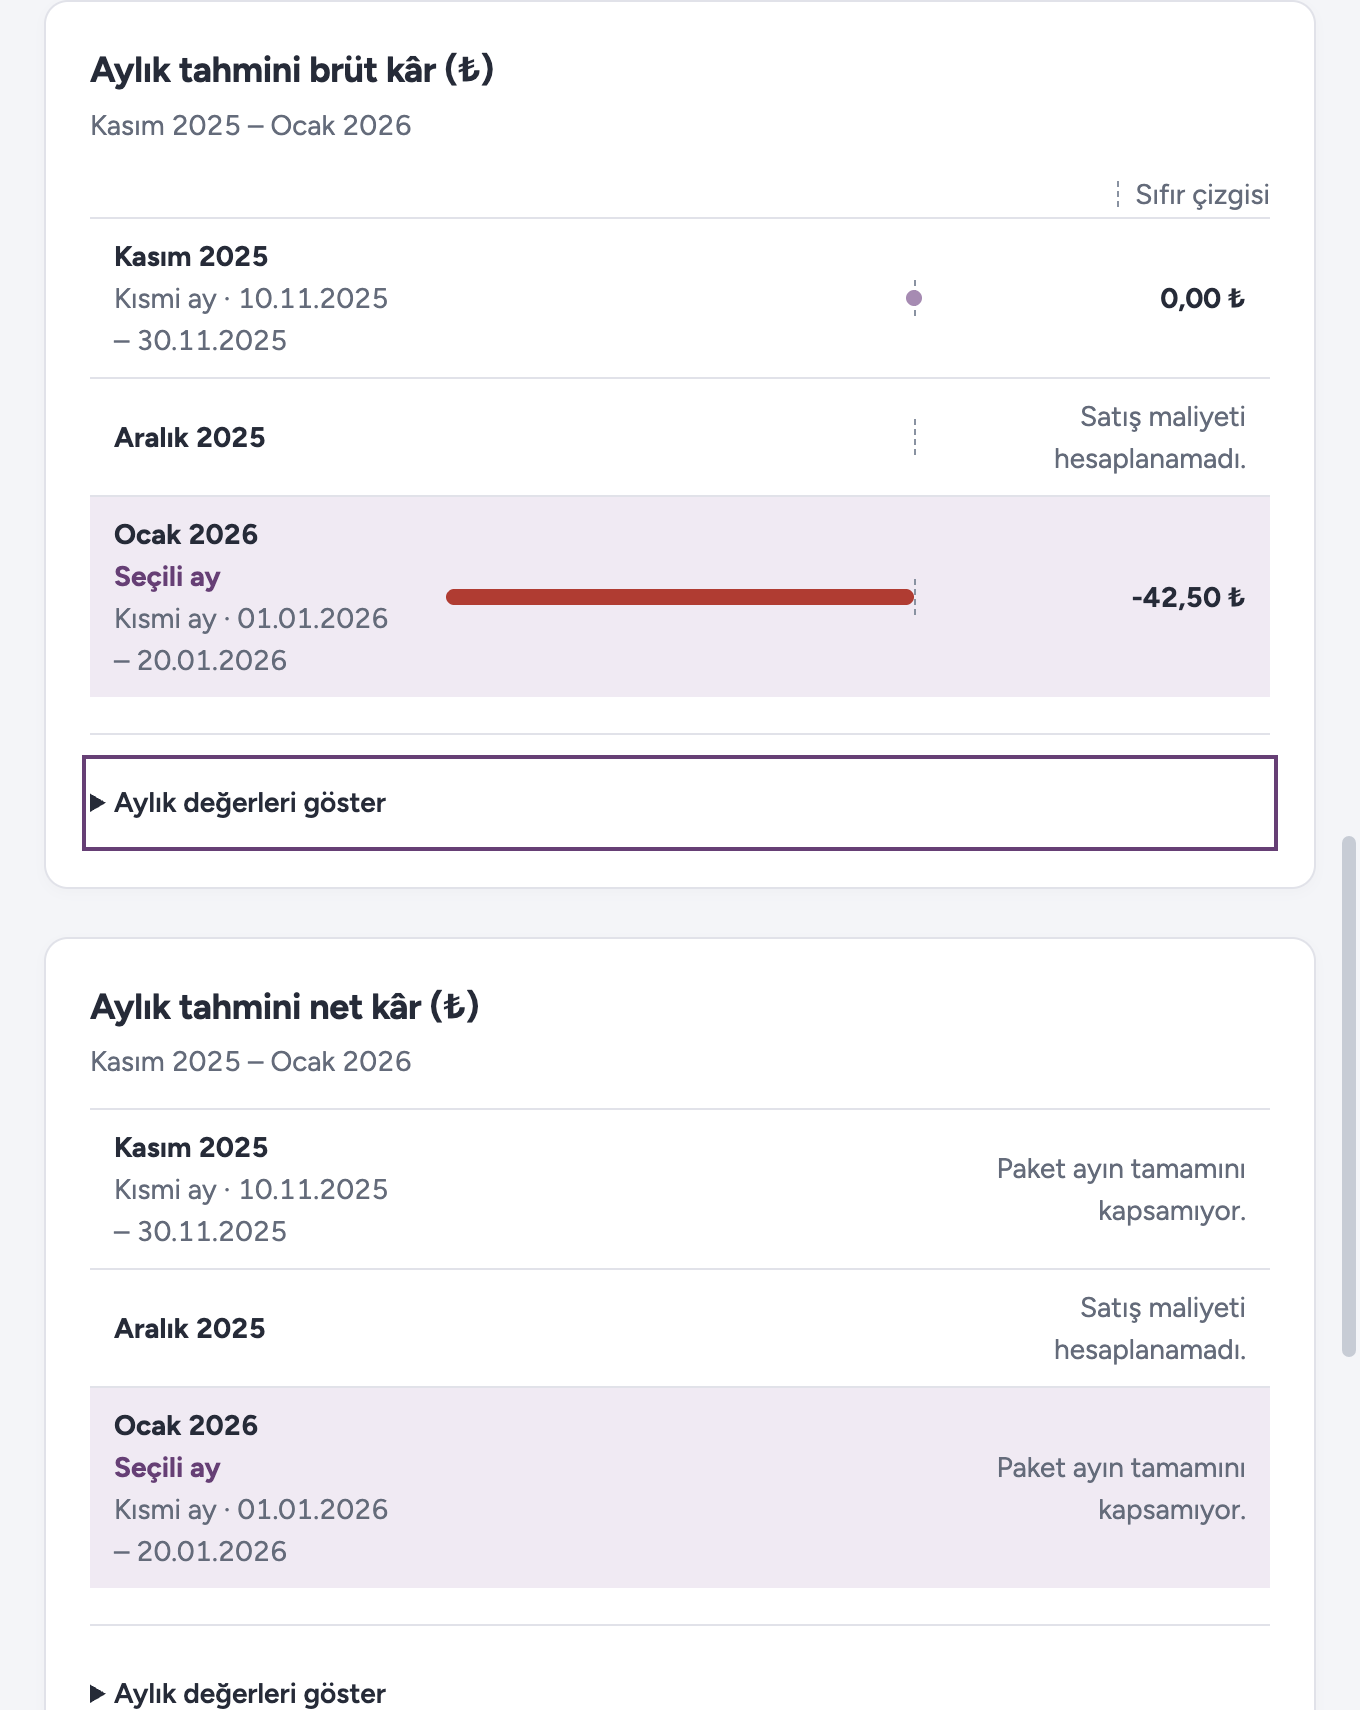 Aylık tahmini brüt kâr (₺)
Kasım 2025 – Ocak 2026
Sıfır çizgisi
Kasım 2025
Kısmi ay · 10.11.2025
– 30.11.2025
0,00 ₺
Aralık 2025
Satış maliyeti
hesaplanamadı.
Ocak 2026
Seçili ay
Kısmi ay · 01.01.2026
– 20.01.2026
-42,50 ₺
Aylık değerleri göster
Aylık tahmini net kâr (₺)
Kasım 2025 – Ocak 2026
Kasım 2025
Kısmi ay · 10.11.2025
– 30.11.2025
Paket ayın tamamını
kapsamıyor.
Aralık 2025
Satış maliyeti
hesaplanamadı.
Ocak 2026
Seçili ay
Kısmi ay · 01.01.2026
– 20.01.2026
Paket ayın tamamını
kapsamıyor.
Aylık değerleri göster